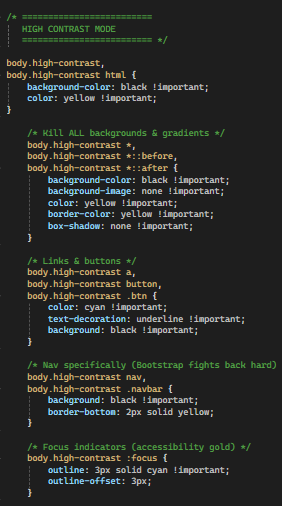 /* ==========================
HIGH CONTRAST MODE
========================== */
body.high-contrast,
body.high-contrast html {
background-color: black !important;
color: yellow !important;
}
/* Kill ALL backgrounds & gradients */
body.high-contrast *,
body.high-contrast *::before,
body.high-contrast *::after {
background-color: black !important;
background-image: none !important;
color: yellow !important;
border-color: yellow !important;
box-shadow: none !important;
}
/* Links & buttons */
body.high-contrast a,
body.high-contrast button,
body.high-contrast .btn {
color: cyan !important;
text-decoration: underline !important;
background: black !important;
}
/* Nav specifically (Bootstrap fights back hard)
body.high-contrast nav,
body.high-contrast .navbar {
background: black !important;
border-bottom: 2px solid yellow;
}
/* Focus indicators (accessibility gold) */
body.high-contrast :focus {
outline: 3px solid cyan !important;
outline-offset: 3px;
}